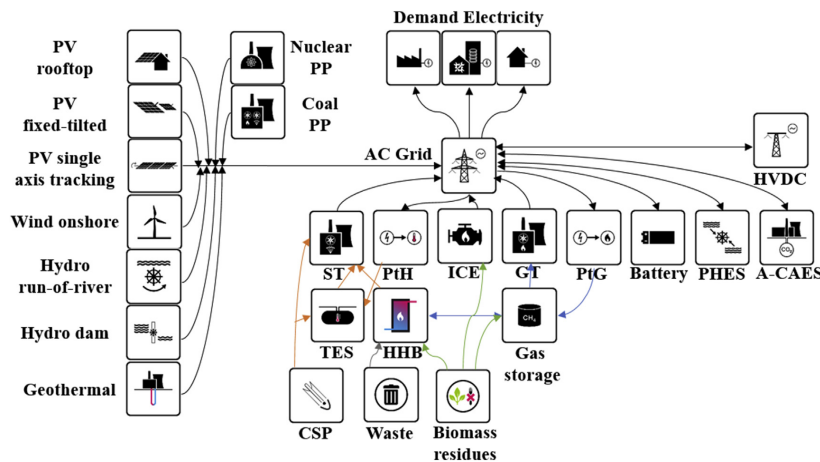 Demand Electricity
PV
rooftop
Nuclear
PP
PV
fixed-tilted
Coal
PP
PV single
axis tracking
AC Grid
HVDC
Wind onshore
ST
PtH
ICE
GT
PtG
Battery
PHES
A-CAES
CO₂
Hydro
run-of-river
Hydro dam
CH₄
TES
HHB
Gas
storage
Geothermal
CSP
Waste
Biomass
residues